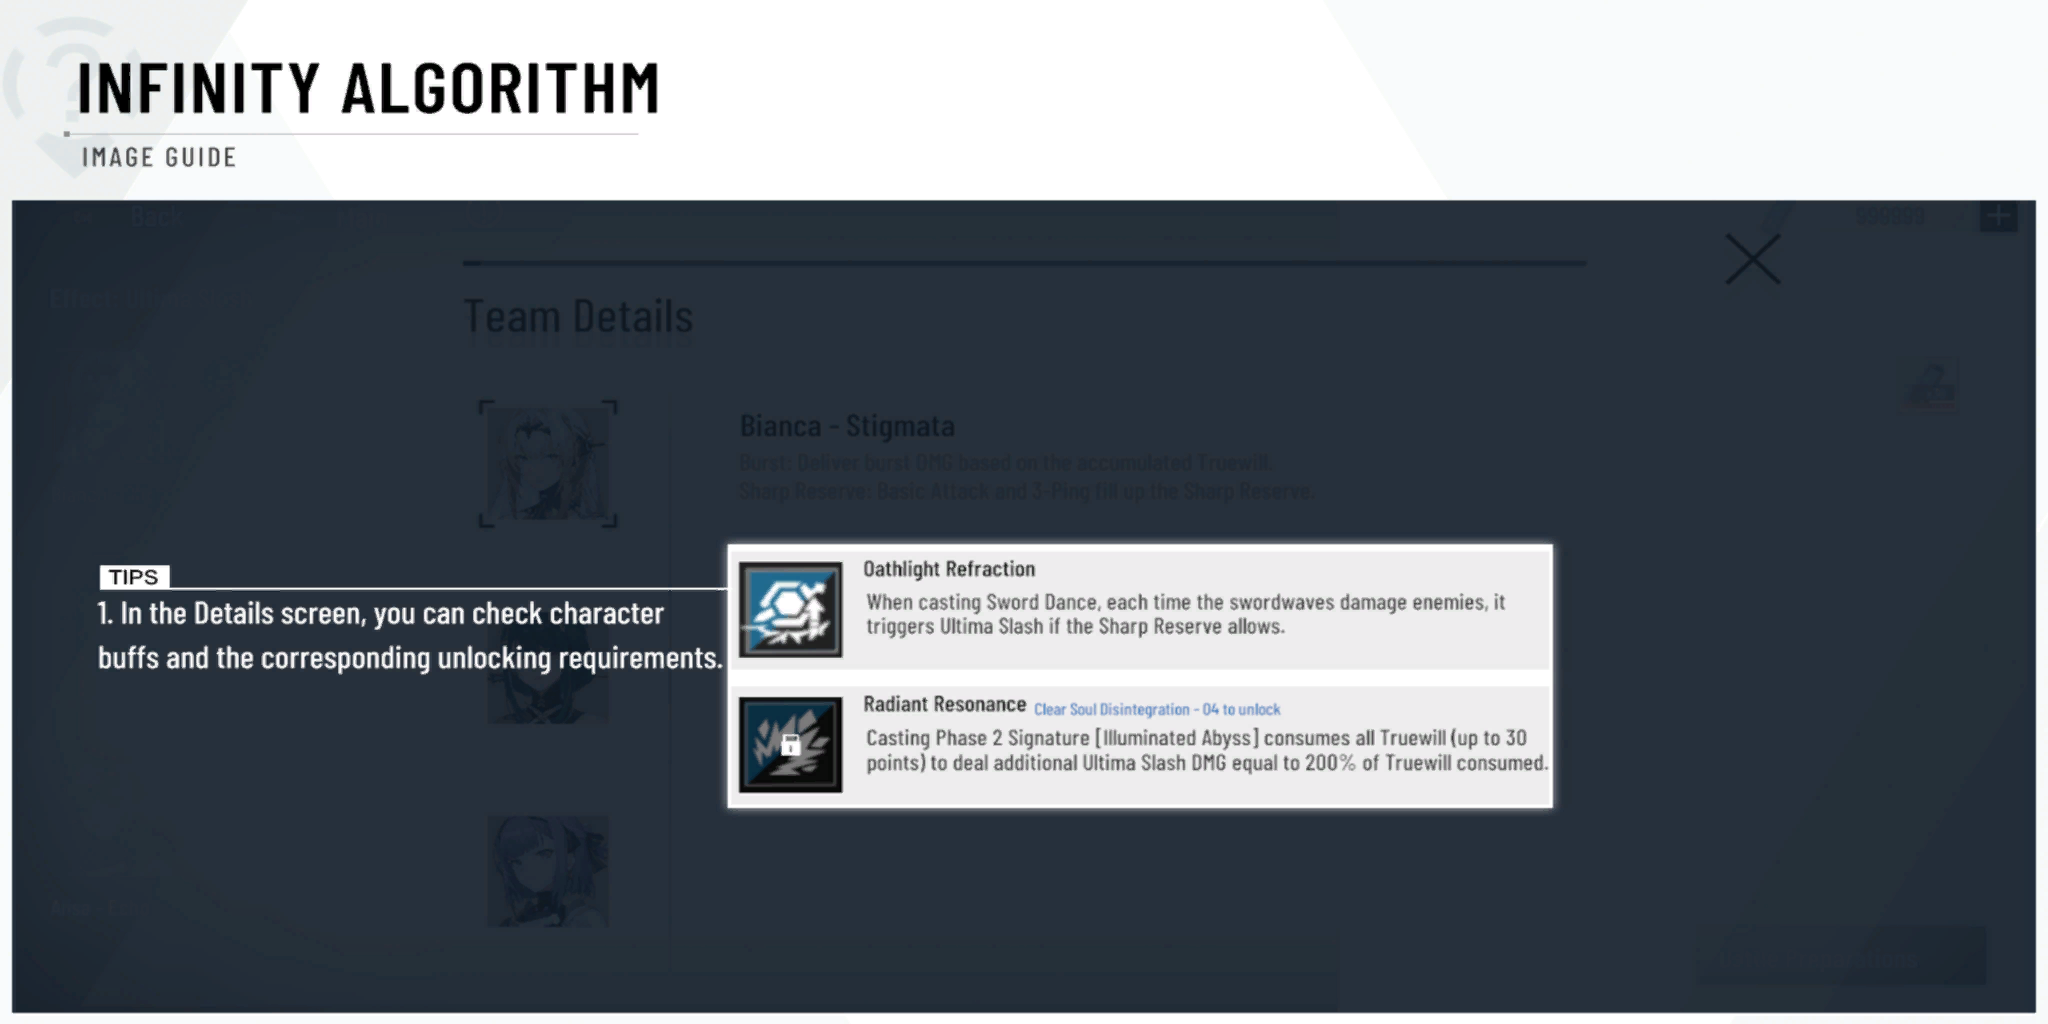 INFINITY ALGORITHM
IMAGE GUIDE
Back
Team Details
Bianca - Stigmata
Burst: Deliver burst DMG based on the accumulated Truewill.
Sharp Reserve: Basic Attack and 3-Ping fill up the Sharp Reserve.
TIPS
1. In the Details screen, you can check character
buffs and the corresponding unlocking requirements.
Oathlight Refraction
When casting Sword Dance, each time the swordwaves damage enemies, it
triggers Ultima Slash if the Sharp Reserve allows.
Radiant Resonance Clear Soul Disintegration - 04 to unlock
Casting Phase 2 Signature [Illuminated Abyss] consumes all Truewill (up to 30
points) to deal additional Ultima Slash DMG equal to 200% of Truewill consumed.